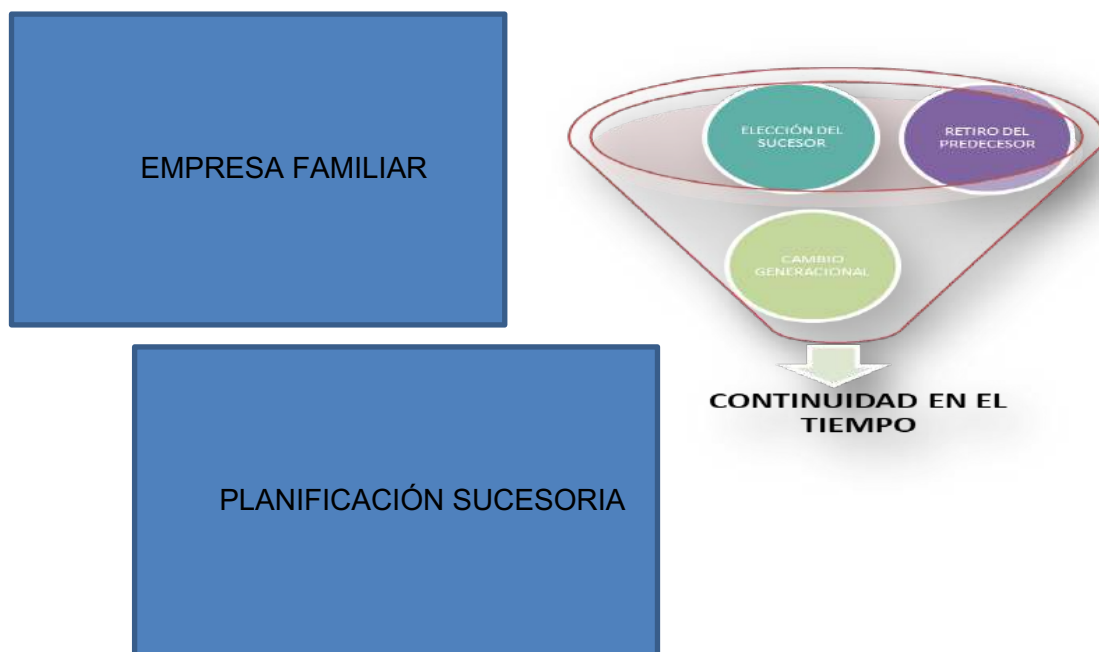 EMPRESA FAMILIAR
ELECCIÓN DEL
SUCESOR
RETIRO DEL
PREDECESOR
CAMBIO
GENERACIONAL
CONTINUIDAD EN EL
TIEMPO
PLANIFICACIÓN SUCESORIA